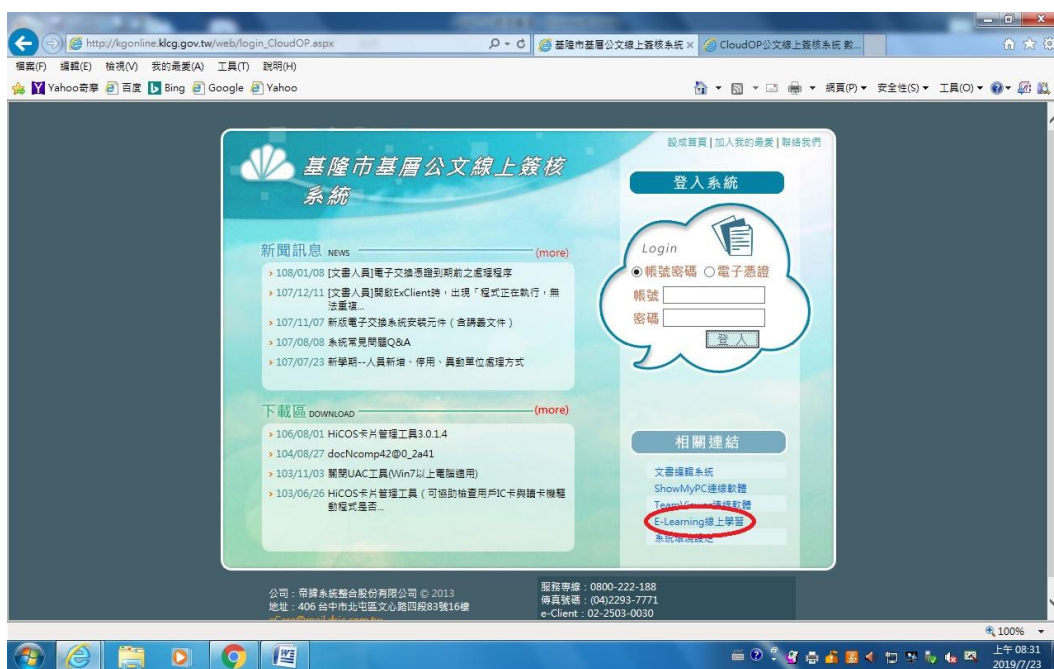 http://kgonline.klcg.gov.tw/web/login_CloudOP.aspx
基隆市基層公文線上簽核系統
CloudOP公文線上簽核系統 數...
檔案(F) 編輯(E) 檢視(V) 我的最愛(A) 工具(T) 說明(H)
Yahoo奇摩 百度 Bing Google Yahoo
網頁(P) 安全性(S) 工具(O)
設成首頁|加入我的最愛|聯絡我們
基隆市基層公文線上簽核
系統
登入系統
Login
帳號密碼 電子憑證
帳號
密碼
登 入
新聞訊息 NEWS (more)
108/01/08 [文書人員]電子交換憑證到期前之處理程序
107/12/11 [文書人員]開啟ExClient時，出現「程式正在執行，無
法重複...
107/11/07 新版電子交換系統安裝元件（含講義文件）
107/08/08 系統常見問題Q&A
107/07/23 新學期--人員新增、停用、異動單位處理方式
下載區 DOWNLOAD (more)
106/08/01 HiCOS卡片管理工具3.0.1.4
104/08/27 docNcomp42@0_2a41
103/11/03 關閉UAC工具(Win7以上電腦適用)
103/06/26 HiCOS卡片管理工具（可協助檢查用戶IC卡與讀卡機驅
動程式是否...
相關連結
文書編輯系統
ShowMyPC連線軟體
TeamViewer連線軟體
E-Learning線上學習
系統環境設定
公司：帝緯系統整合股份有限公司 © 2013
地址：406 台中市北屯區文心路四段83號16樓
服務專線：0800-222-188
傳真號碼：(04)2293-7771
e-Client：02-2503-0030
100%
上午 08:31
2019/7/23